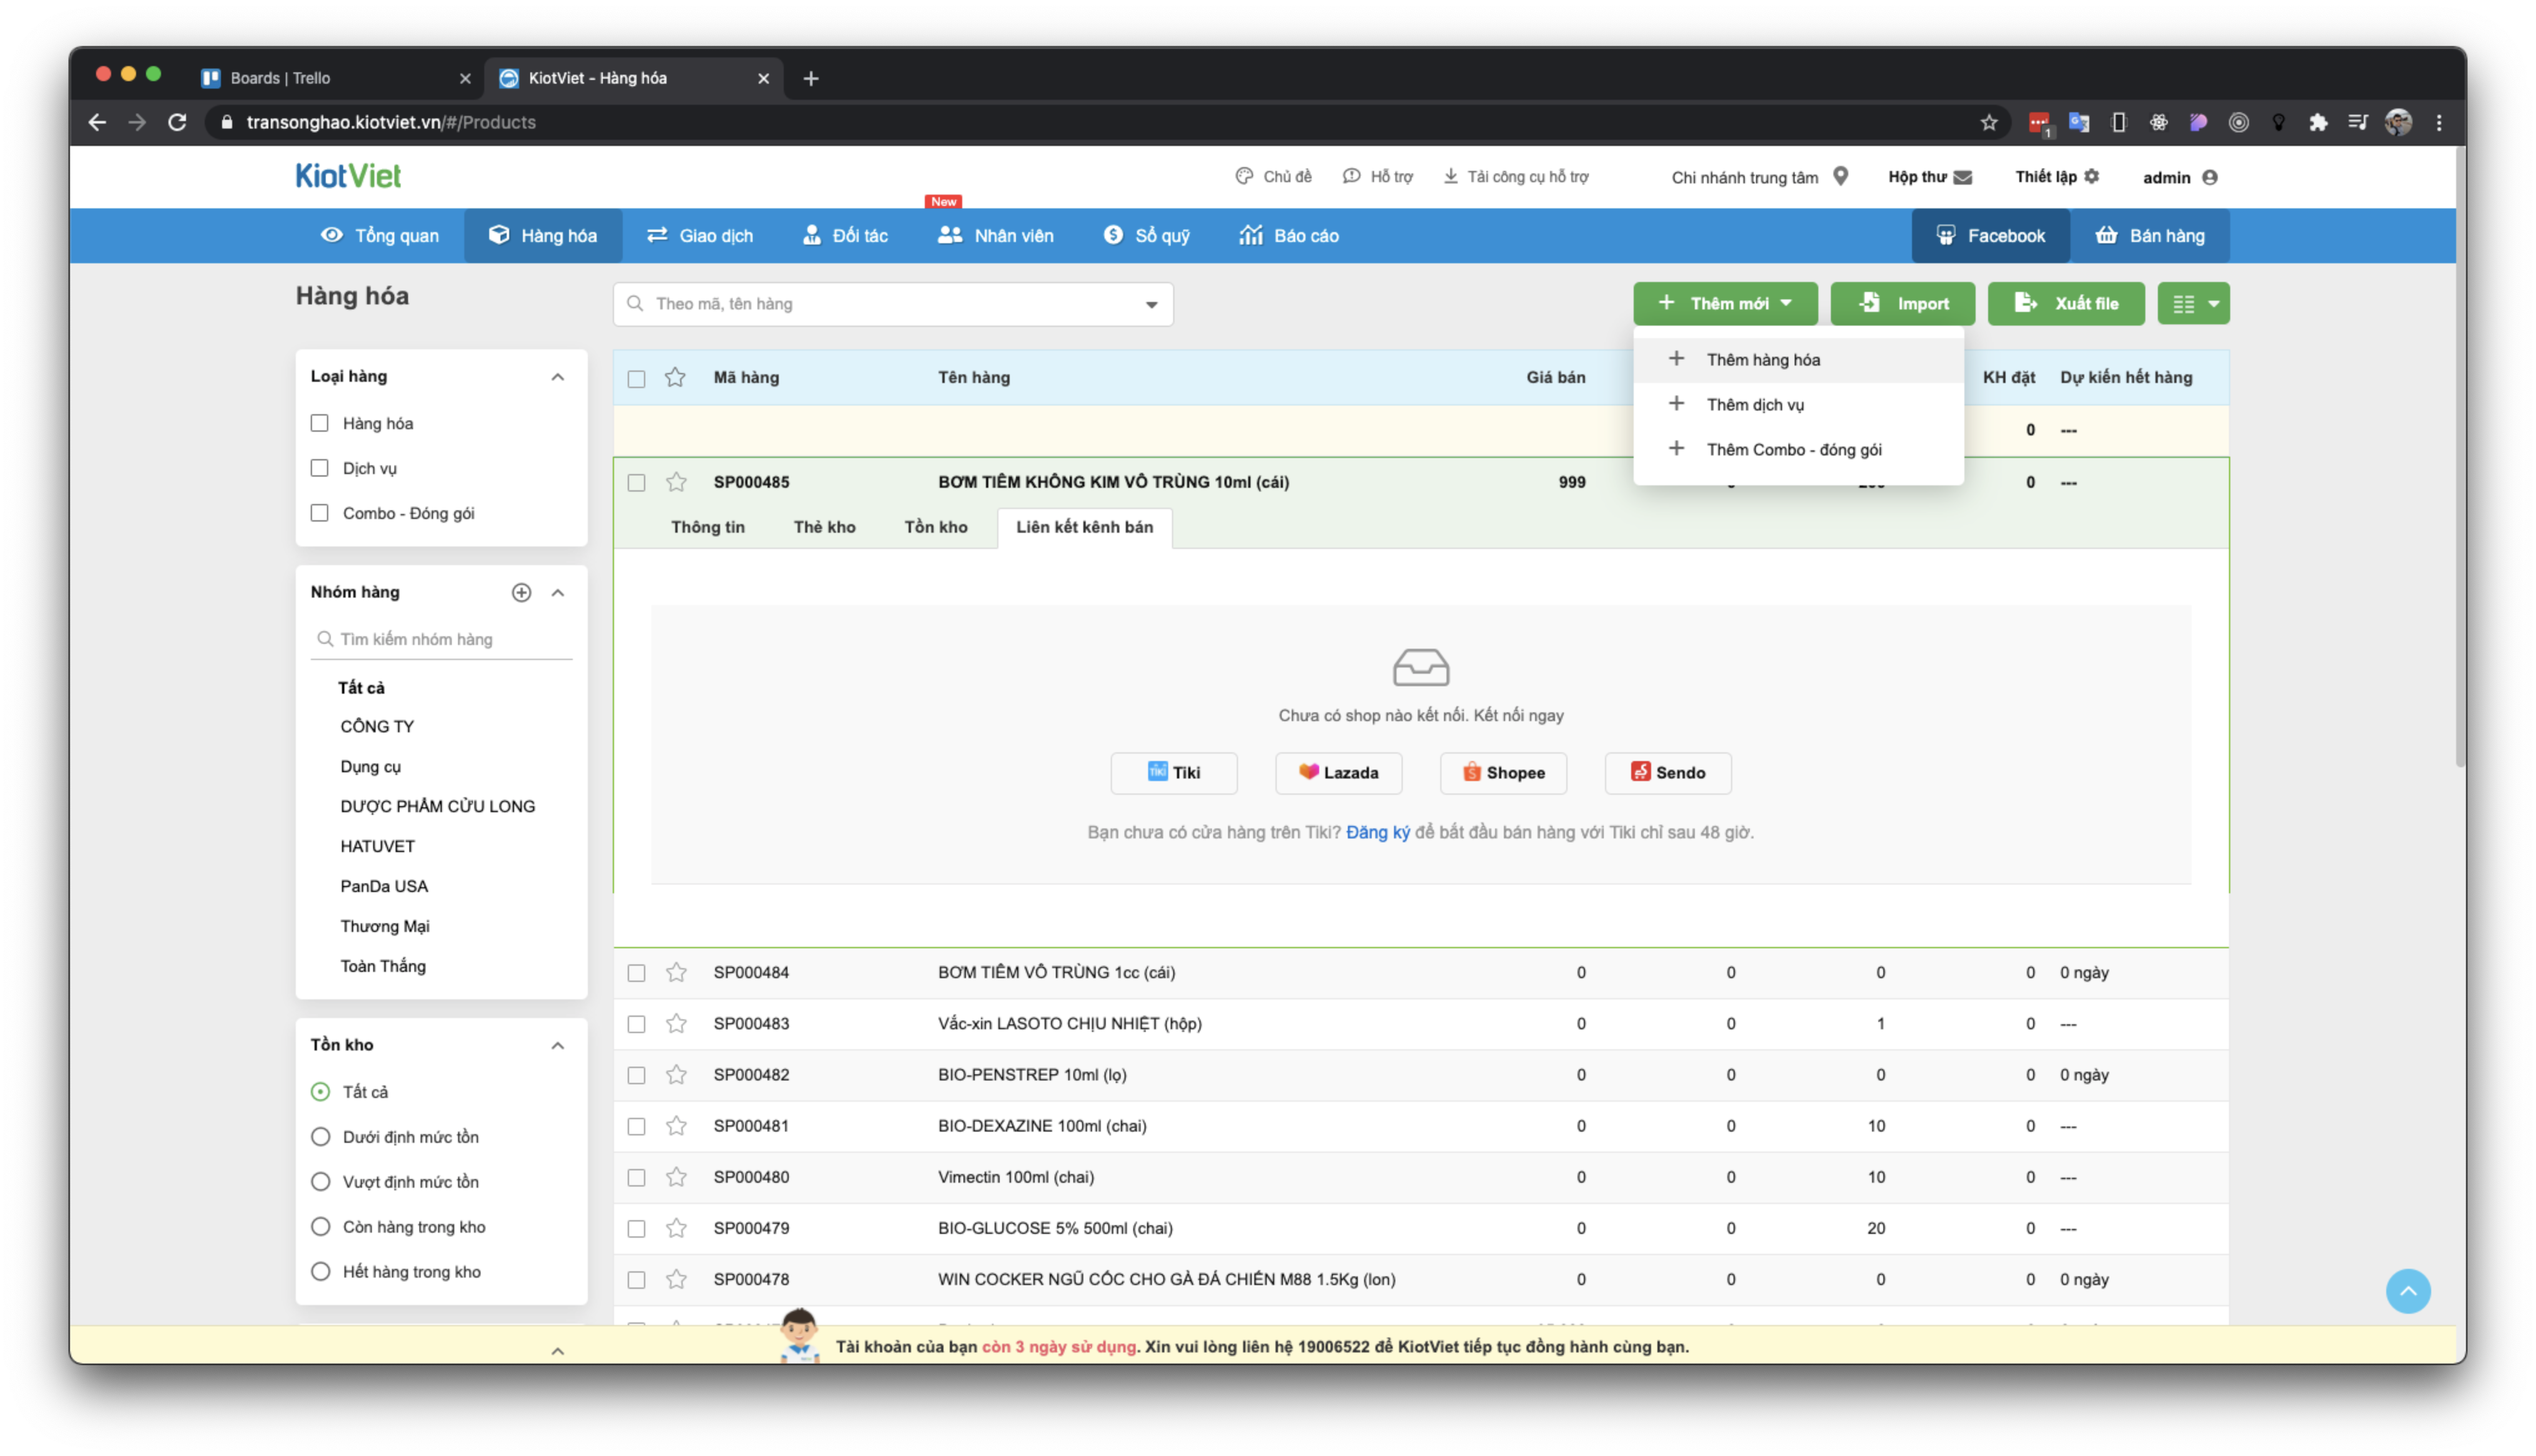 Boards | Trello
KiotViet - Hàng hóa
transonghao.kiotviet.vn/#/Products
1
KiotViet
Chủ đề
Hỗ trợ
Tải công cụ hỗ trợ
Chi nhánh trung tâm
Hộp thư
Thiết lập
admin
New
Tổng quan
Hàng hóa
Giao dịch
Đối tác
Nhân viên
Sổ quỹ
Báo cáo
Facebook
Bán hàng
Hàng hóa
Theo mã, tên hàng
Thêm mới
Import
Xuất file
Thêm hàng hóa
Thêm dịch vụ
Thêm Combo - đóng gói
Loại hàng
Hàng hóa
Dịch vụ
Combo - Đóng gói
Nhóm hàng
Tìm kiếm nhóm hàng
Tất cả
CÔNG TY
Dụng cụ
DƯỢC PHẨM CỬU LONG
HATUVET
PanDa USA
Thương Mại
Toàn Thắng
Tồn kho
Tất cả
Dưới định mức tồn
Vượt định mức tồn
Còn hàng trong kho
Hết hàng trong kho
Mã hàng Tên hàng Giá bán KH đặt Dự kiến hết hàng
0 ---
SP000485 BƠM TIÊM KHÔNG KIM VÔ TRÙNG 10ml (cái) 999 0 ---
Thông tin
Thẻ kho
Tồn kho
Liên kết kênh bán
Chưa có shop nào kết nối. Kết nối ngay
TIKI Tiki
Lazada
Shopee
Sendo
Bạn chưa có cửa hàng trên Tiki? Đăng ký để bắt đầu bán hàng với Tiki chỉ sau 48 giờ.
SP000484 BƠM TIÊM VÔ TRÙNG 1cc (cái) 0 0 0 0 0 ngày
SP000483 Vắc-xin LASOTO CHỊU NHIỆT (hộp) 0 0 1 0 ---
SP000482 BIO-PENSTREP 10ml (lọ) 0 0 0 0 0 ngày
SP000481 BIO-DEXAZINE 100ml (chai) 0 0 10 0 ---
SP000480 Vimectin 100ml (chai) 0 0 10 0 ---
SP000479 BIO-GLUCOSE 5% 500ml (chai) 0 0 20 0 ---
SP000478 WIN COCKER NGŨ CỐC CHO GÀ ĐÁ CHIẾN M88 1.5Kg (lon) 0 0 0 0 0 ngày
Tài khoản của bạn còn 3 ngày sử dụng. Xin vui lòng liên hệ 19006522 để KiotViet tiếp tục đồng hành cùng bạn.